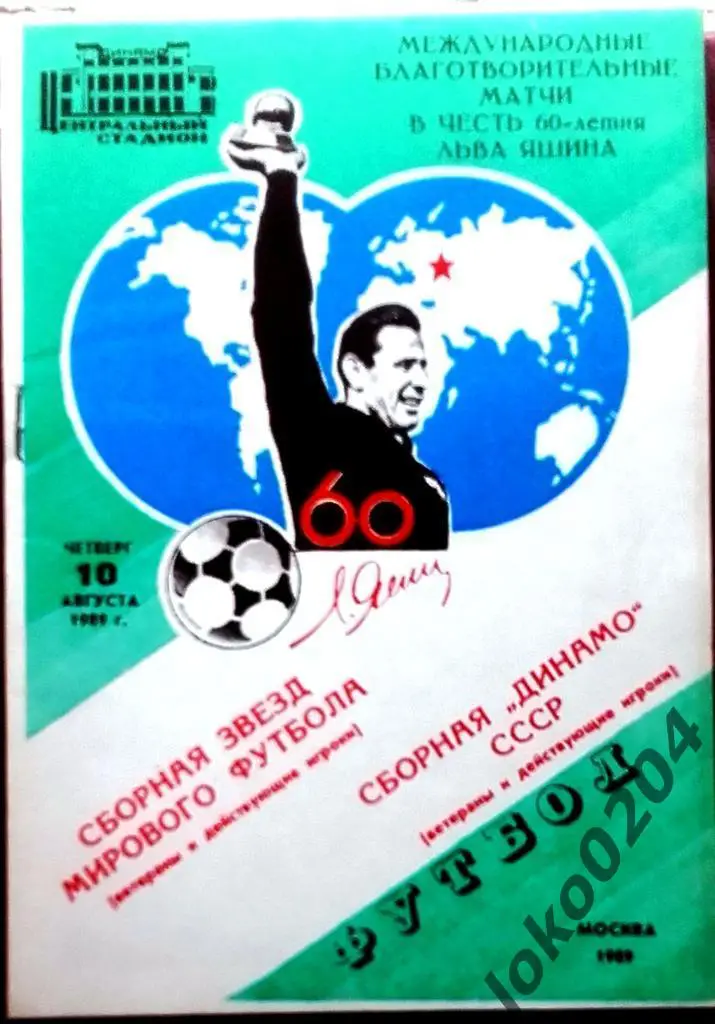 ДИНАМО
ЦЕНТРАЛЬНЫЙ
СТАДИОН
МЕЖДУНАРОДНЫЕ
БЛАГОТВОРИТЕЛЬНЫЕ
МАТЧИ
В ЧЕСТЬ 60-летия
ЛЬВА ЯШИНА
60
ЧЕТВЕРГ
10
АВГУСТА
1989 г.
Л. Яшин
СБОРНАЯ ЗВЕЗД
МИРОВОГО ФУТБОЛА
(ветераны и действующие игроки)
СБОРНАЯ „ДИНАМО"
СССР
(ветераны и действующие игроки)
ФУТБОЛ
МОСКВА
1989
loko0204